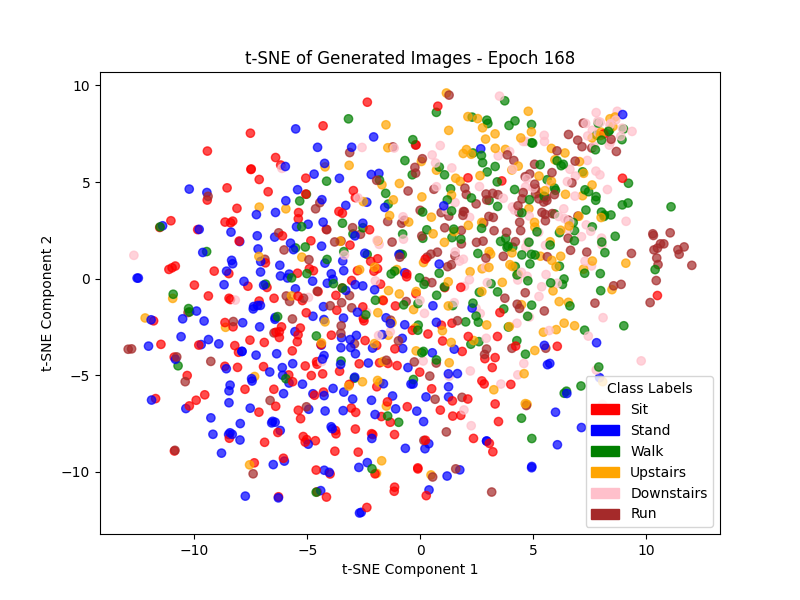 t-SNE of Generated Images - Epoch 168
10
5
0
−5
−10
t-SNE Component 2
−10
−5
0
5
10
t-SNE Component 1
Class Labels
Sit
Stand
Walk
Upstairs
Downstairs
Run